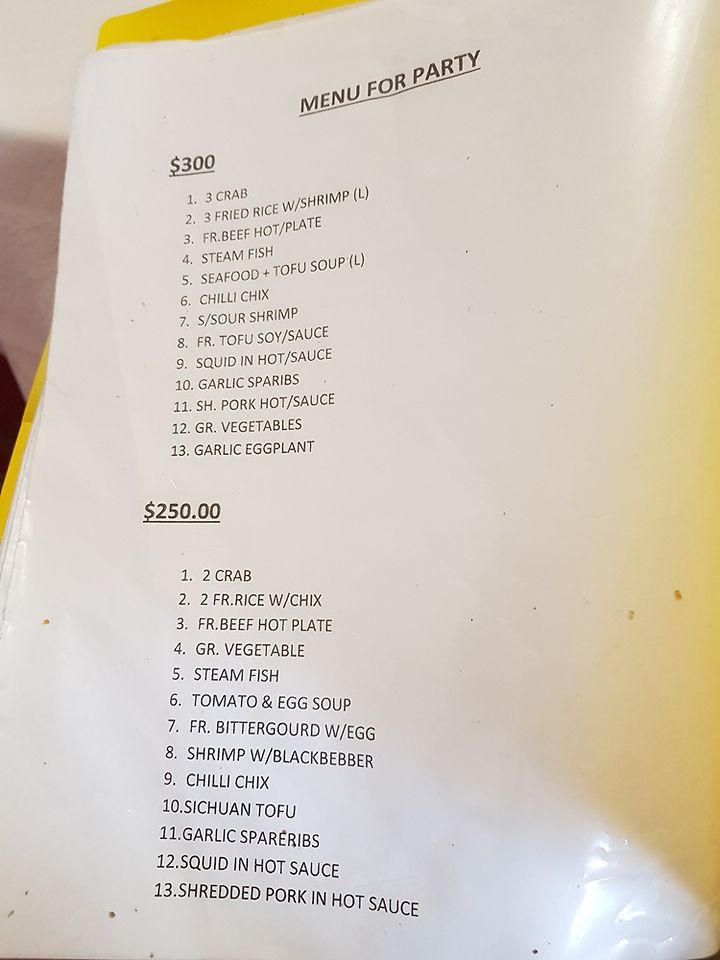 MENU FOR PARTY
$300
1. 3 CRAB
2. 3 FRIED RICE W/SHRIMP (L)
3. FR.BEEF HOT/PLATE
4. STEAM FISH
5. SEAFOOD + TOFU SOUP (L)
6. CHILLI CHIX
7. S/SOUR SHRIMP
8. FR. TOFU SOY/SAUCE
9. SQUID IN HOT/SAUCE
10. GARLIC SPARIBS
11. SH. PORK HOT/SAUCE
12. GR. VEGETABLES
13. GARLIC EGGPLANT
$250.00
1. 2 CRAB
2. 2 FR.RICE W/CHIX
3. FR.BEEF HOT PLATE
4. GR. VEGETABLE
5. STEAM FISH
6. TOMATO & EGG SOUP
7. FR. BITTERGOURD W/EGG
8. SHRIMP W/BLACKBEBBER
9. CHILLI CHIX
10.SICHUAN TOFU
11.GARLIC SPARERIBS
12.SQUID IN HOT SAUCE
13.SHREDDED PORK IN HOT SAUCE